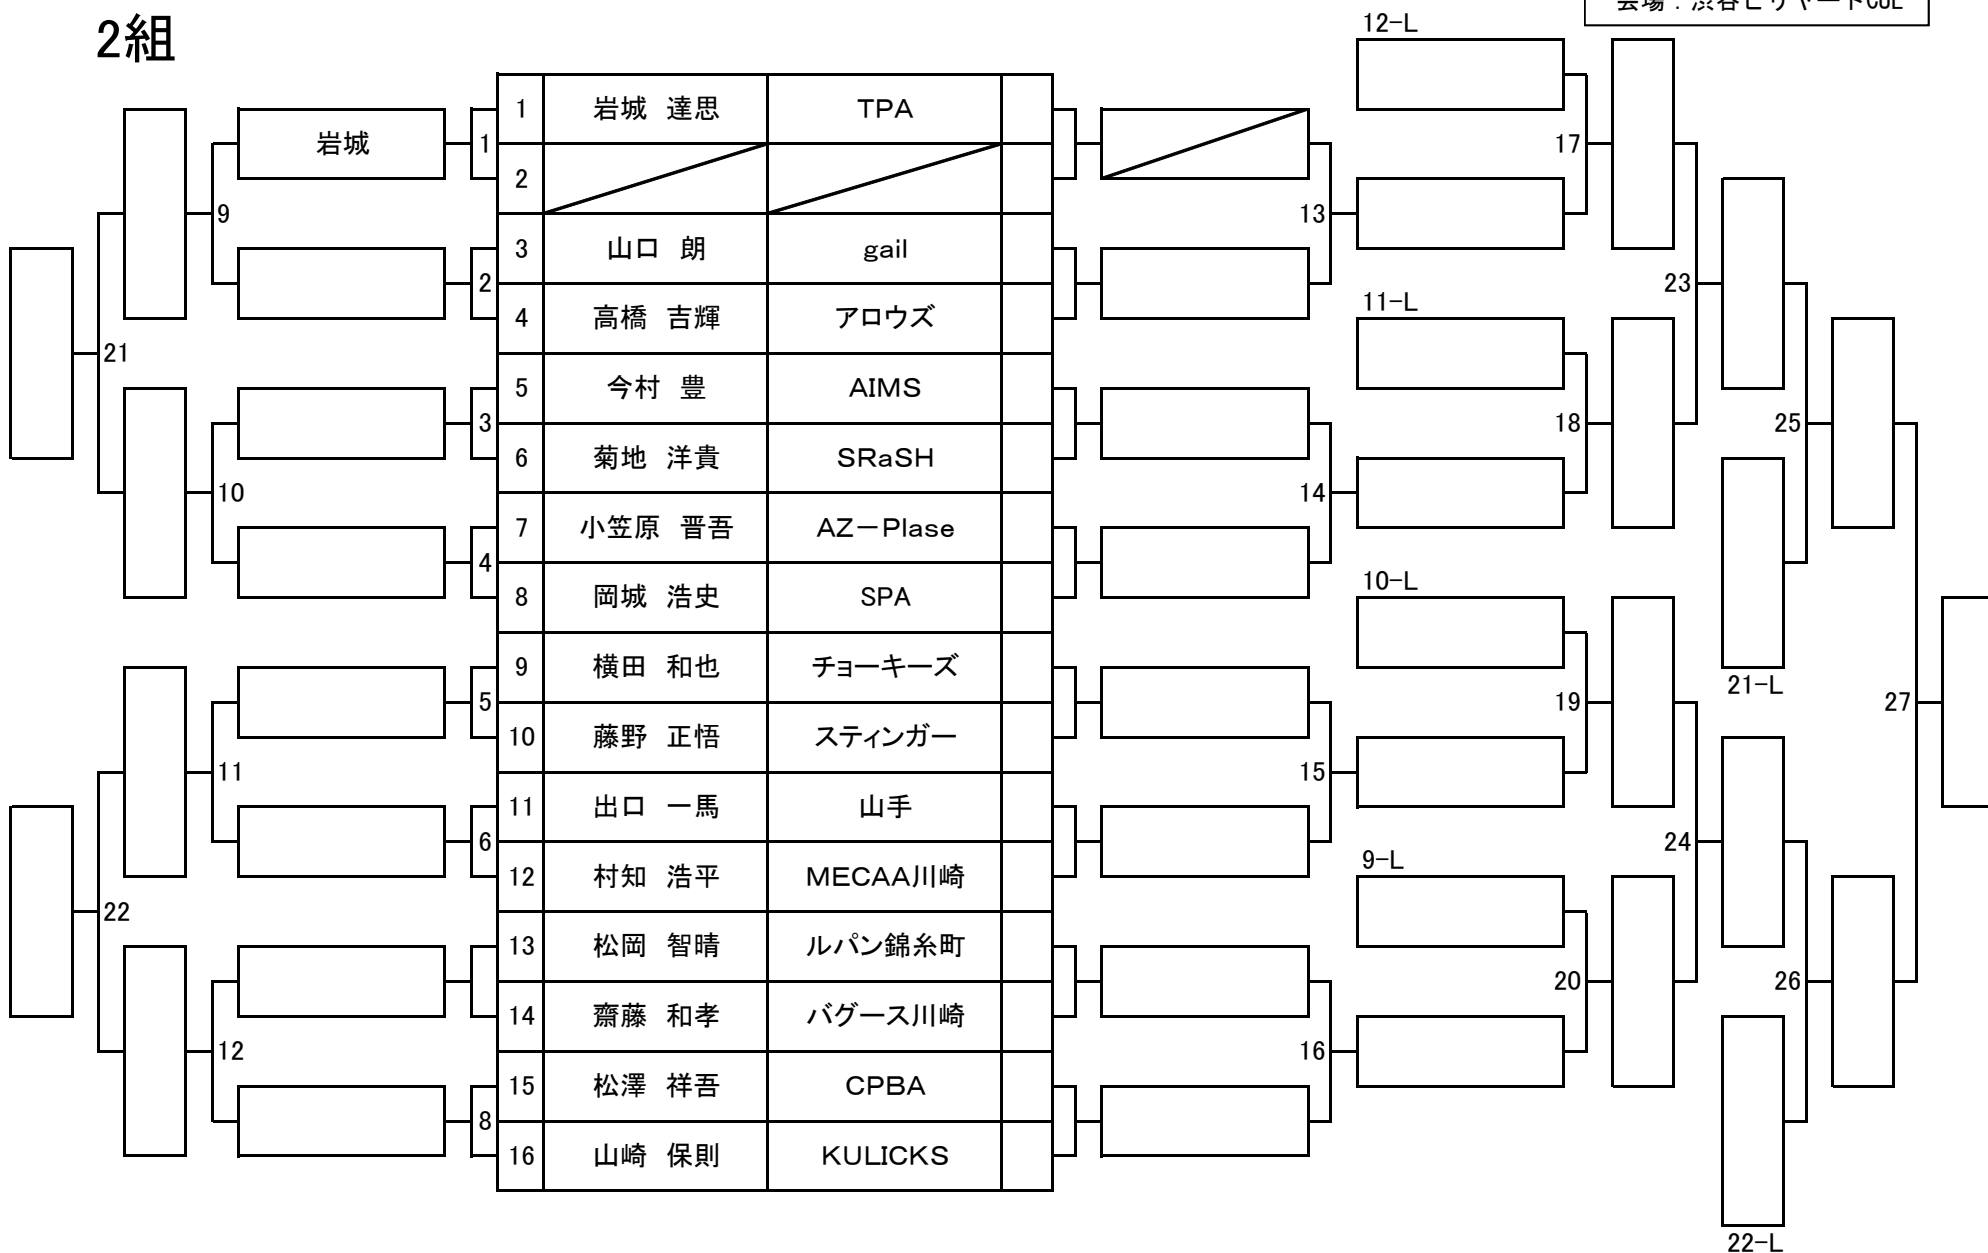 2組
会場：渋谷ビリヤードCUE
12-L
1 岩城 達思 TPA
岩城 1 17
2
9 13
3 山口 朗 gail
2 23
11-L
4 高橋 吉輝 アロウズ
21
5 今村 豊 AIMS
3 18 25
6 菊地 洋貴 SRaSH
10 14
7 小笠原 晋吾 AZ－Plase
4
10-L
8 岡城 浩史 SPA
9 横田 和也 チョーキーズ
21-L
5 19 27
10 藤野 正悟 スティンガー
11 15
11 出口 一馬 山手
6 24
9-L
12 村知 浩平 MECAA川崎
22
13 松岡 智晴 ルパン錦糸町
20 26
14 齋藤 和孝 バグース川崎
12 16
15 松澤 祥吾 CPBA
8
16 山崎 保則 KULICKS
22-L